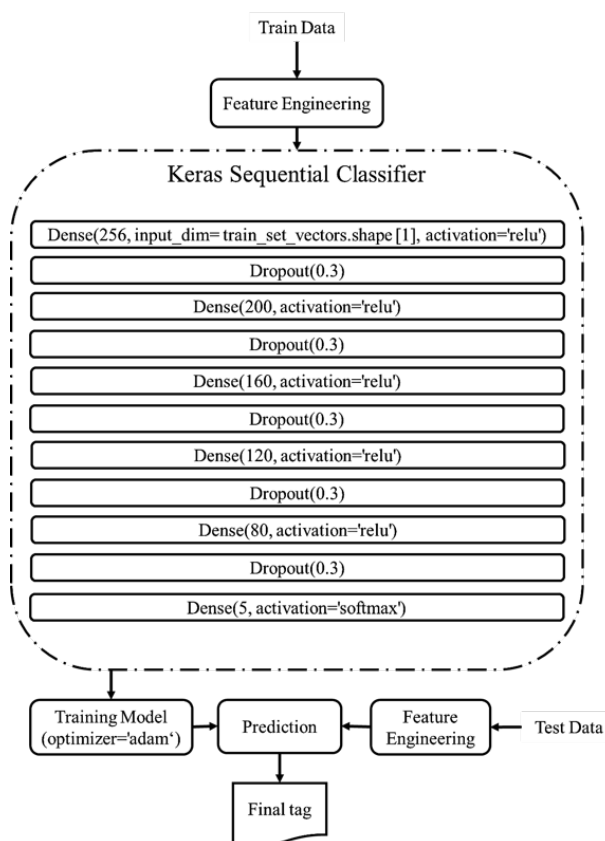 Train Data
Feature Engineering
Keras Sequential Classifier
Dense(256, input_dim= train_set_vectors.shape [1], activation='relu')
Dropout(0.3)
Dense(200, activation='relu')
Dropout(0.3)
Dense(160, activation='relu')
Dropout(0.3)
Dense(120, activation='relu')
Dropout(0.3)
Dense(80, activation='relu')
Dropout(0.3)
Dense(5, activation='softmax')
Training Model
(optimizer='adam‘)
Prediction
Feature
Engineering
Test Data
Final tag